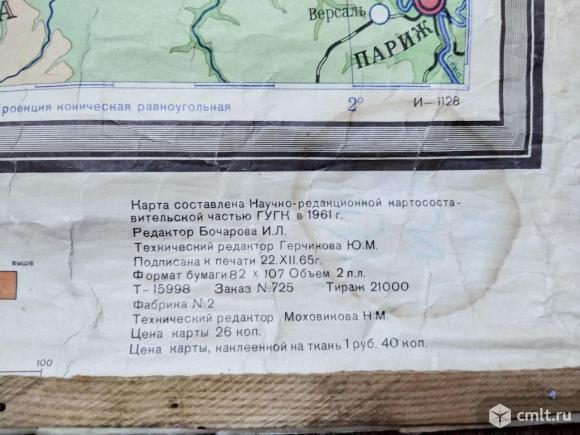 А
Версаль
ПАРИЖ
Сена
роекция коническая равноугольная
2°
И-1128
Карта составлена Научно-редакционной картососта-
вительской частью ГУГК в 1961 г.
Редактор Бочарова И.Л.
Технический редактор Герчикова Ю.М.
Подписана к печати 22.XII.65г.
Формат бумаги 82 × 107 Объем 2 п.л.
Т-15998 Заказ №725 Тираж 21000
Фабрика №2
Технический редактор Моховикова Н.М.
Цена карты 26 коп.
Цена карты, наклеенной на ткань 1 руб. 40 коп.
выше
100
cmlt.ru